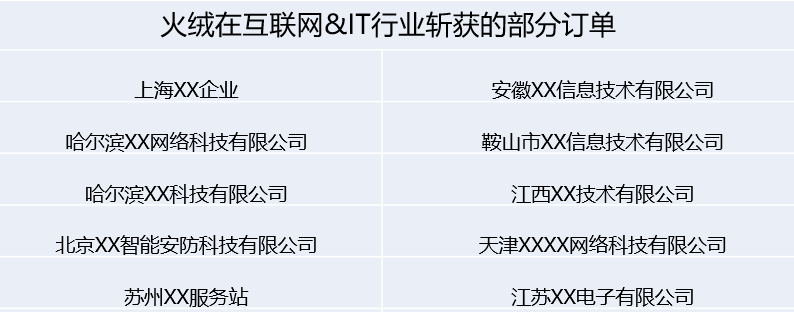 火绒在互联网&IT行业斩获的部分订单
上海XX企业
安徽XX信息技术有限公司
哈尔滨XX网络科技有限公司
鞍山市XX信息技术有限公司
哈尔滨XX科技有限公司
江西XX技术有限公司
北京XX智能安防科技有限公司
天津XXXX网络科技有限公司
苏州XX服务站
江苏XX电子有限公司